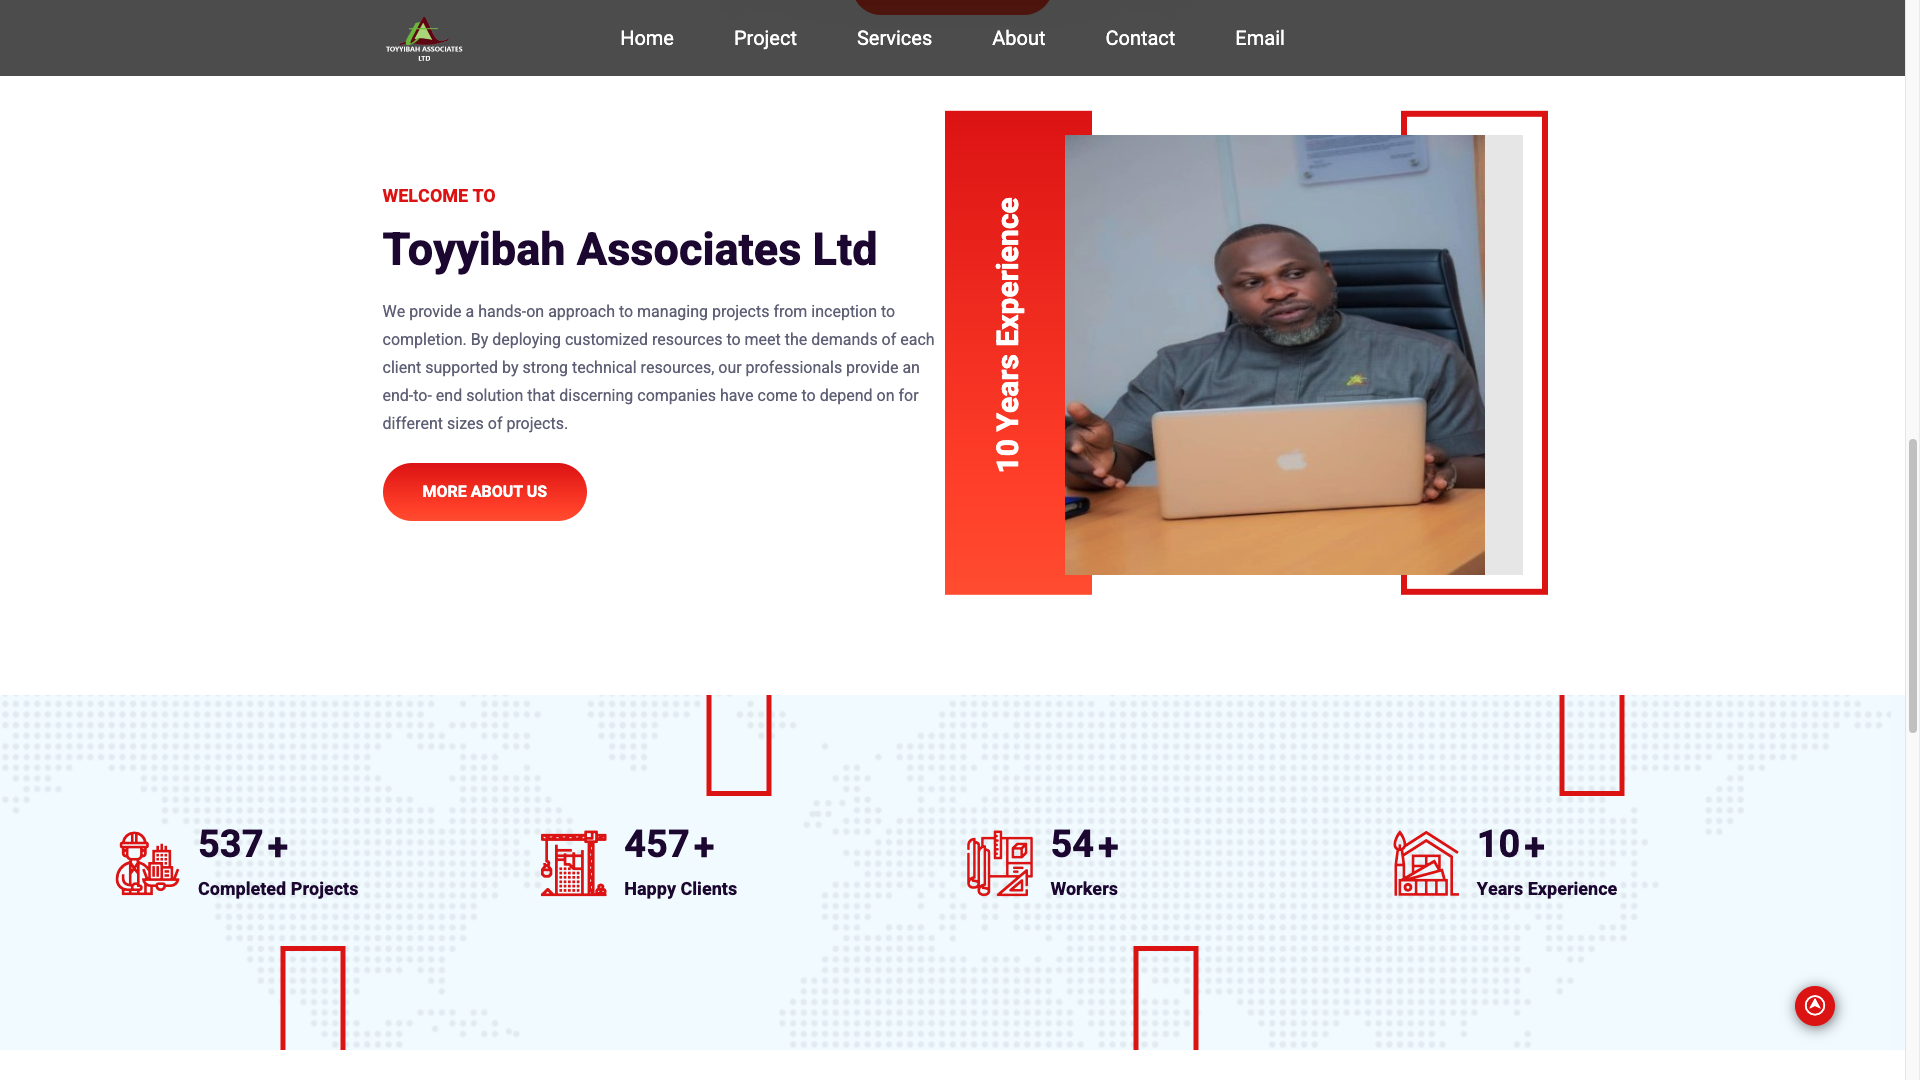 TOYYIBAH ASSOCIATES
LTD
Home
Project
Services
About
Contact
Email
WELCOME TO
Toyyibah Associates Ltd
We provide a hands-on approach to managing projects from inception to
completion. By deploying customized resources to meet the demands of each
client supported by strong technical resources, our professionals provide an
end-to- end solution that discerning companies have come to depend on for
different sizes of projects.
MORE ABOUT US
10 Years Experience
537+
Completed Projects
457+
Happy Clients
54+
Workers
10+
Years Experience